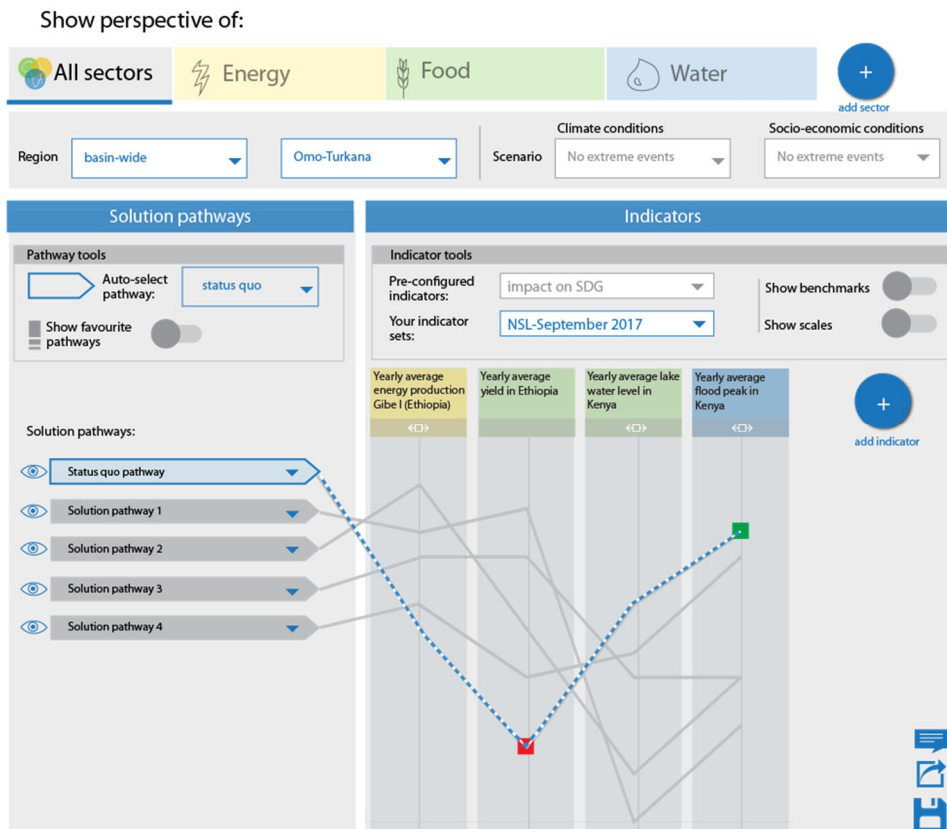 Show perspective of:
All sectors
Energy
Food
Water
+
add sector
Region
basin-wide
Omo-Turkana
Scenario
Climate conditions
No extreme events
Socio-economic conditions
No extreme events
Solution pathways
Pathway tools
Auto-select
pathway:
status quo
Show favourite
pathways
Solution pathways:
Status quo pathway
Solution pathway 1
Solution pathway 2
Solution pathway 3
Solution pathway 4
Indicators
Indicator tools
Pre-configured
indicators:
impact on SDG
Your indicator
sets:
NSL-September 2017
Show benchmarks
Show scales
Yearly average
energy production
Gibe I (Ethiopia)
Yearly average
yield in Ethiopia
Yearly average lake
water level in
Kenya
Yearly average
flood peak in
Kenya
+
add indicator